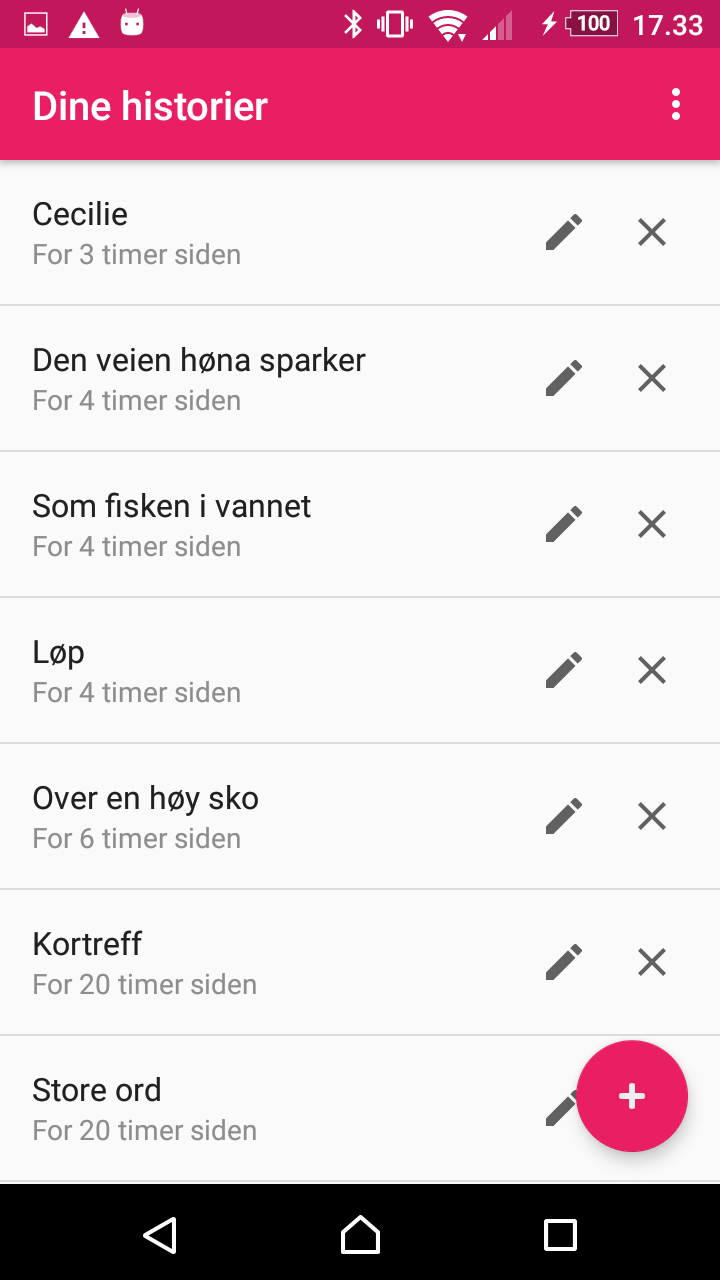 100 17.33
Dine historier
Cecilie
For 3 timer siden
Den veien høna sparker
For 4 timer siden
Som fisken i vannet
For 4 timer siden
Løp
For 4 timer siden
Over en høy sko
For 6 timer siden
Kortreff
For 20 timer siden
Store ord
For 20 timer siden